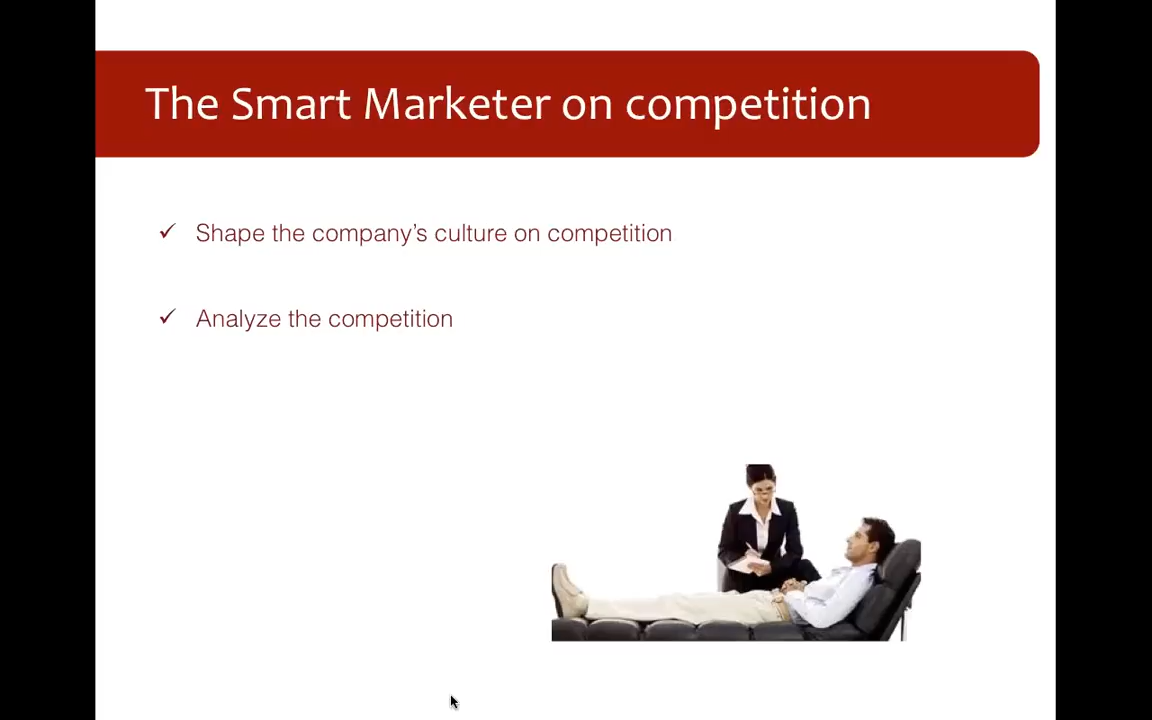 The Smart Marketer on competition
✓ Shape the company's culture on competition
✓ Analyze the competition